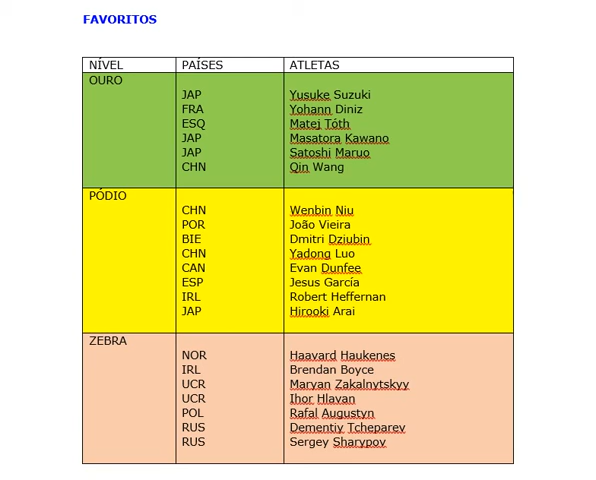 FAVORITOS
NÍVEL PAÍSES ATLETAS
OURO
JAP Yusuke Suzuki
FRA Yohann Diniz
ESQ Matej Tóth
JAP Masatora Kawano
JAP Satoshi Maruo
CHN Qin Wang
PÓDIO
CHN Wenbin Niu
POR João Vieira
BIE Dmitri Dziubin
CHN Yadong Luo
CAN Evan Dunfee
ESP Jesus García
IRL Robert Heffernan
JAP Hirooki Arai
ZEBRA
NOR Haavard Haukenes
IRL Brendan Boyce
UCR Maryan Zakalnytskyy
UCR Ihor Hlavan
POL Rafal Augustyn
RUS Dementiy Tcheparev
RUS Sergey Sharypov